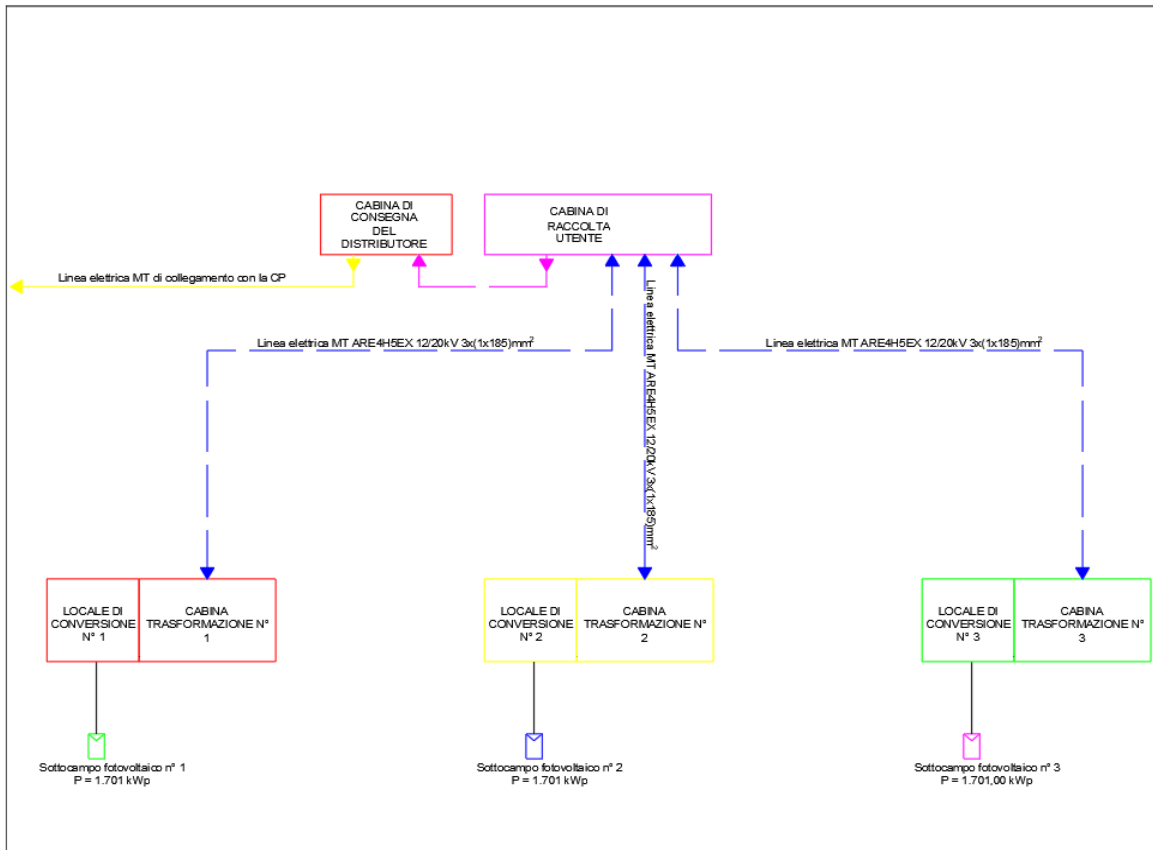 CABINA DI
CONSEGNA
DEL
DISTRIBUTORE
CABINA DI
RACCOLTA
UTENTE
Linea elettrica MT di collegamento con la CP
Linea elettrica MT ARE4H5EX 12/20kV 3x(1x185)mm²
Linea elettrica MT ARE4H5EX 12/20kV 3x(1x185)mm²
Linea elettrica MT ARE4H5EX 12/20kV 3x(1x185)mm²
LOCALE DI
CONVERSIONE
N° 1
CABINA
TRASFORMAZIONE N°
1
LOCALE DI
CONVERSIONE
N° 2
CABINA
TRASFORMAZIONE N°
2
LOCALE DI
CONVERSIONE
N° 3
CABINA
TRASFORMAZIONE N°
3
Sottocampo fotovoltaico n° 1
P = 1.701 kWp
Sottocampo fotovoltaico n° 2
P = 1.701 kWp
Sottocampo fotovoltaico n° 3
P = 1.701,00 kWp